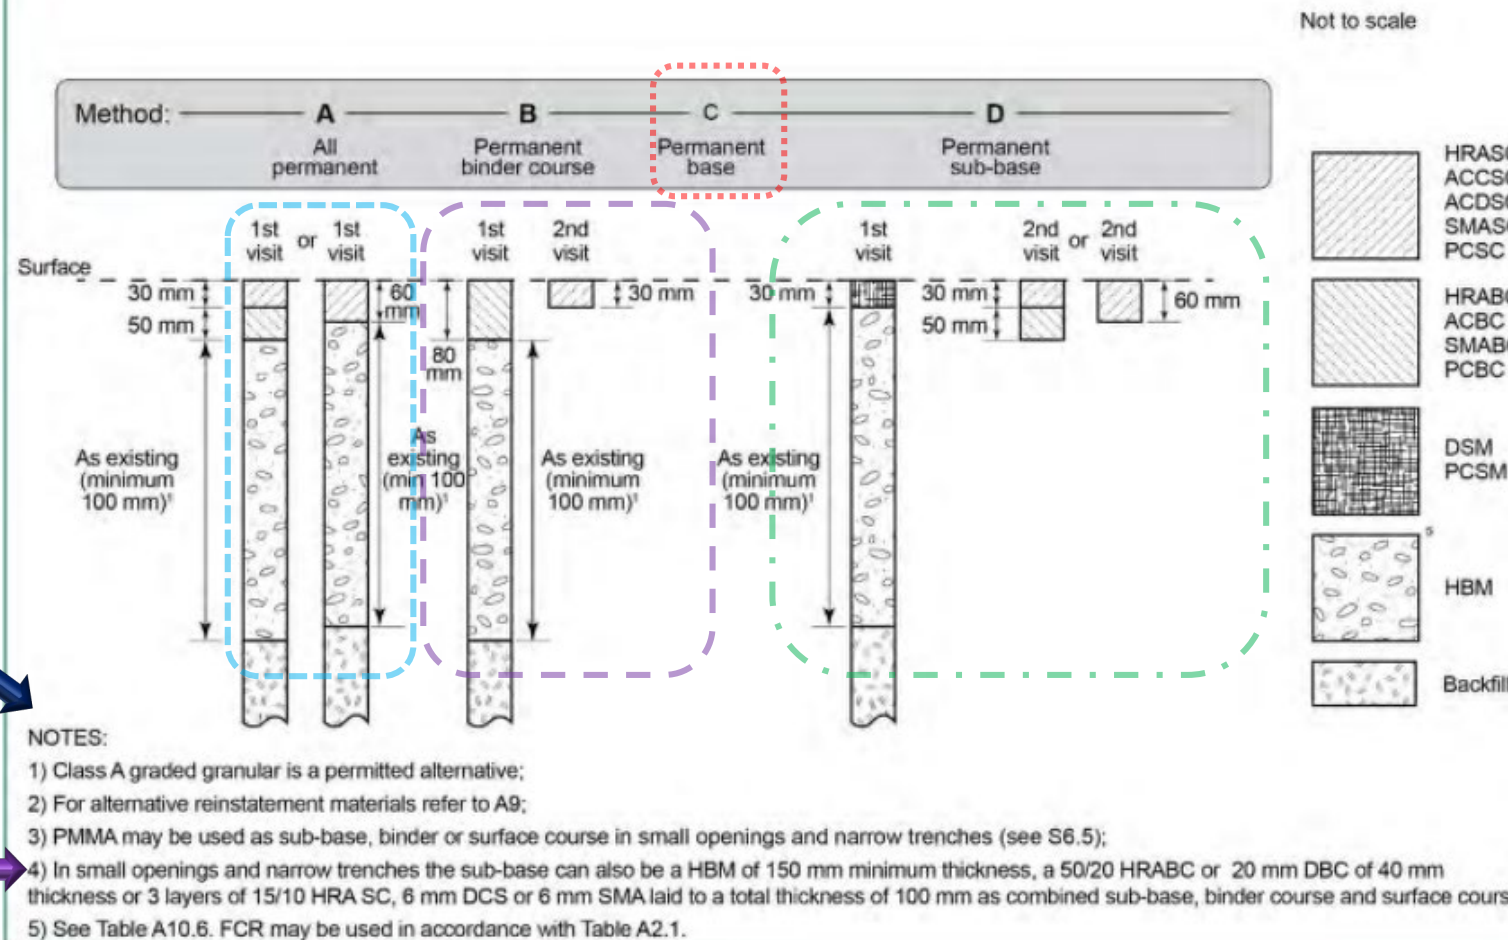 Not to scale
Method: A B C D
All permanent
Permanent binder course
Permanent base
Permanent sub-base
1st visit
or
1st visit
1st visit
2nd visit
1st visit
2nd visit
or
2nd visit
Surface
30 mm
50 mm
60 mm
80 mm
30 mm
30 mm
30 mm
50 mm
60 mm
As existing (minimum 100 mm)¹
As existing (min 100 mm)¹
As existing (minimum 100 mm)¹
As existing (minimum 100 mm)¹
HRAS
ACCS
ACDS
SMAS
PCSC
HRAB
ACBC
SMAB
PCBC
DSM
PCSM
HBM
5
Backfill
NOTES:
1) Class A graded granular is a permitted alternative;
2) For alternative reinstatement materials refer to A9;
3) PMMA may be used as sub-base, binder or surface course in small openings and narrow trenches (see S6.5);
4) In small openings and narrow trenches the sub-base can also be a HBM of 150 mm minimum thickness, a 50/20 HRABC or 20 mm DBC of 40 mm
thickness or 3 layers of 15/10 HRA SC, 6 mm DCS or 6 mm SMA laid to a total thickness of 100 mm as combined sub-base, binder course and surface cours
5) See Table A10.6. FCR may be used in accordance with Table A2.1.